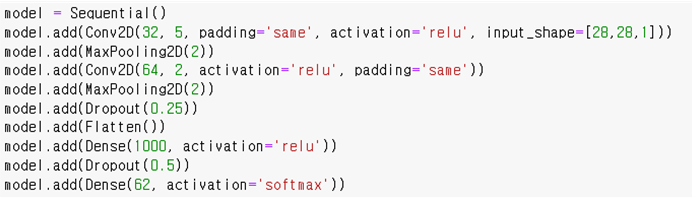 model = Sequential()
model.add(Conv2D(32, 5, padding='same', activation='relu', input_shape=[28,28,1]))
model.add(MaxPooling2D(2))
model.add(Conv2D(64, 2, activation='relu', padding='same'))
model.add(MaxPooling2D(2))
model.add(Dropout(0.25))
model.add(Flatten())
model.add(Dense(1000, activation='relu'))
model.add(Dropout(0.5))
model.add(Dense(62, activation='softmax'))